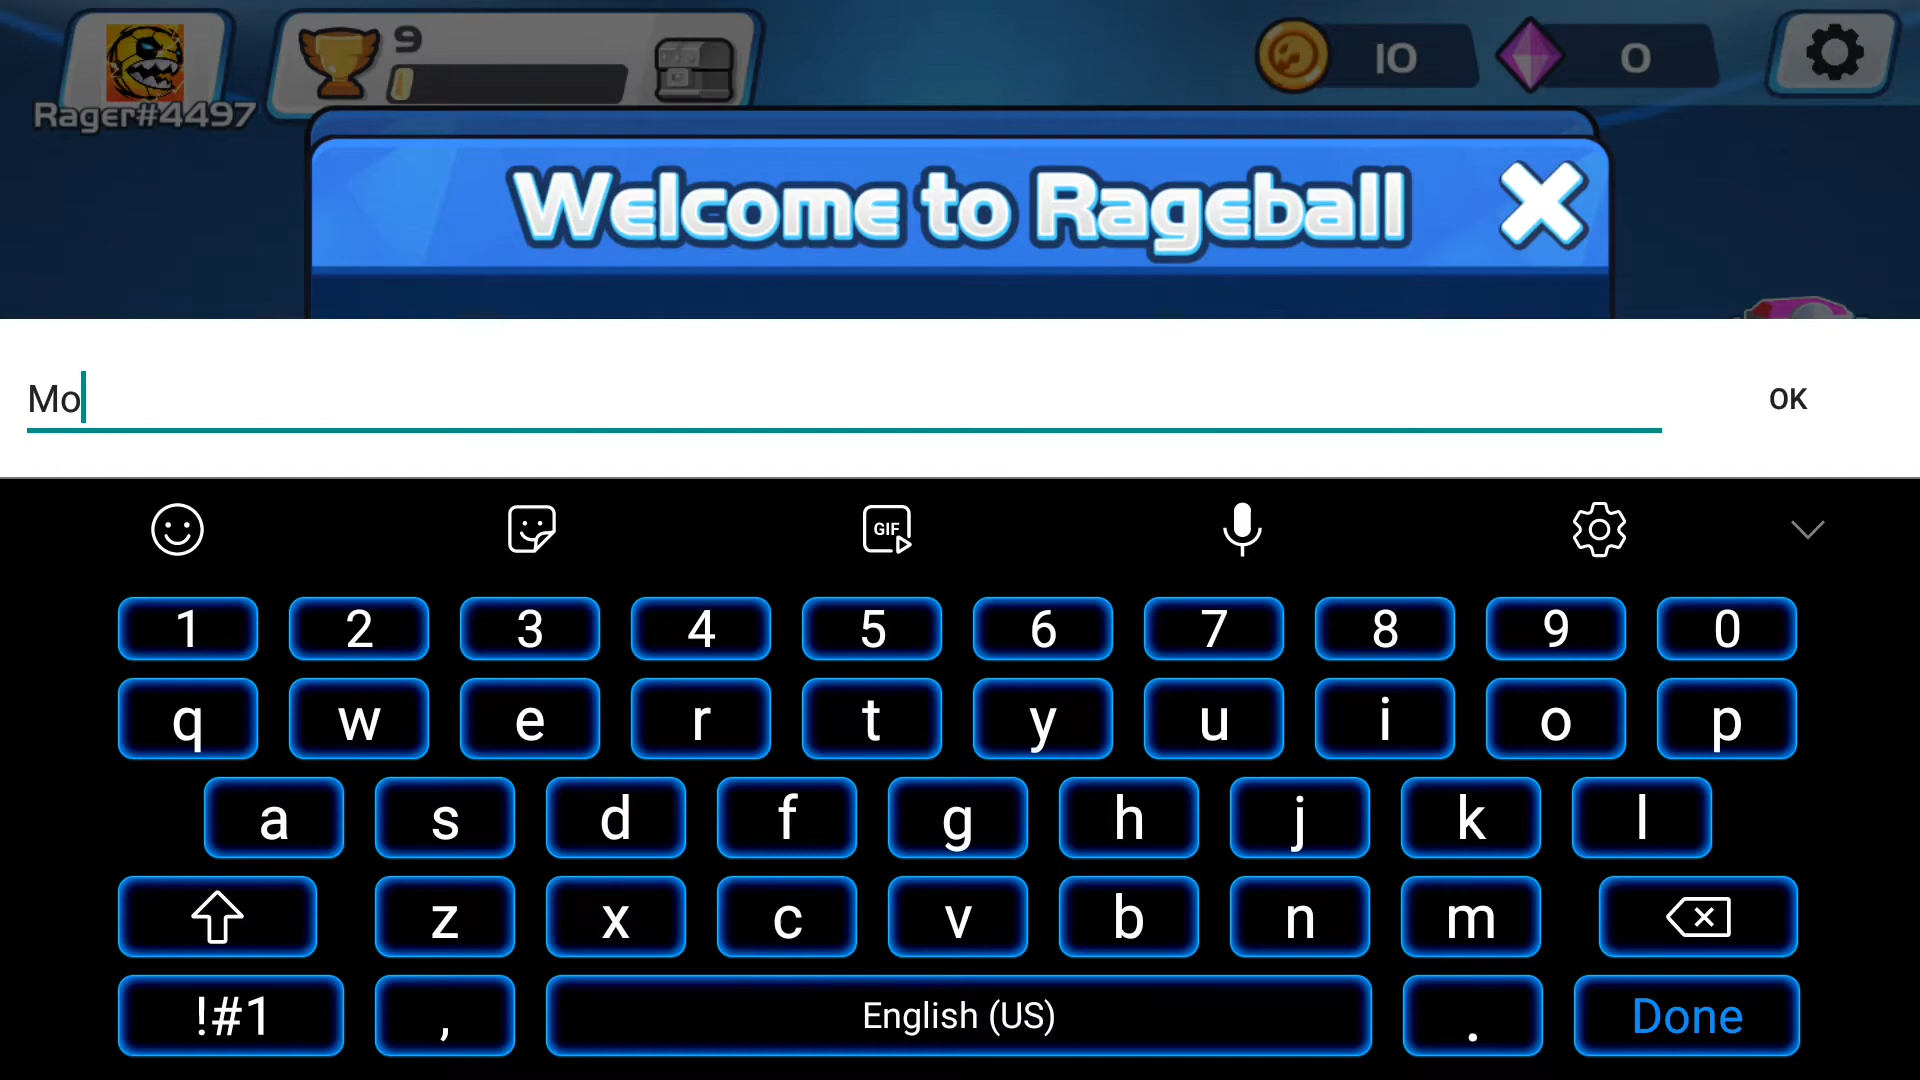 9
10
0
Rager#4497
Welcome to Rageball
Mo
OK
GIF
1 2 3 4 5 6 7 8 9 0
q w e r t y u i o p
a s d f g h j k l
z x c v b n m
!#1 , English (US) . Done